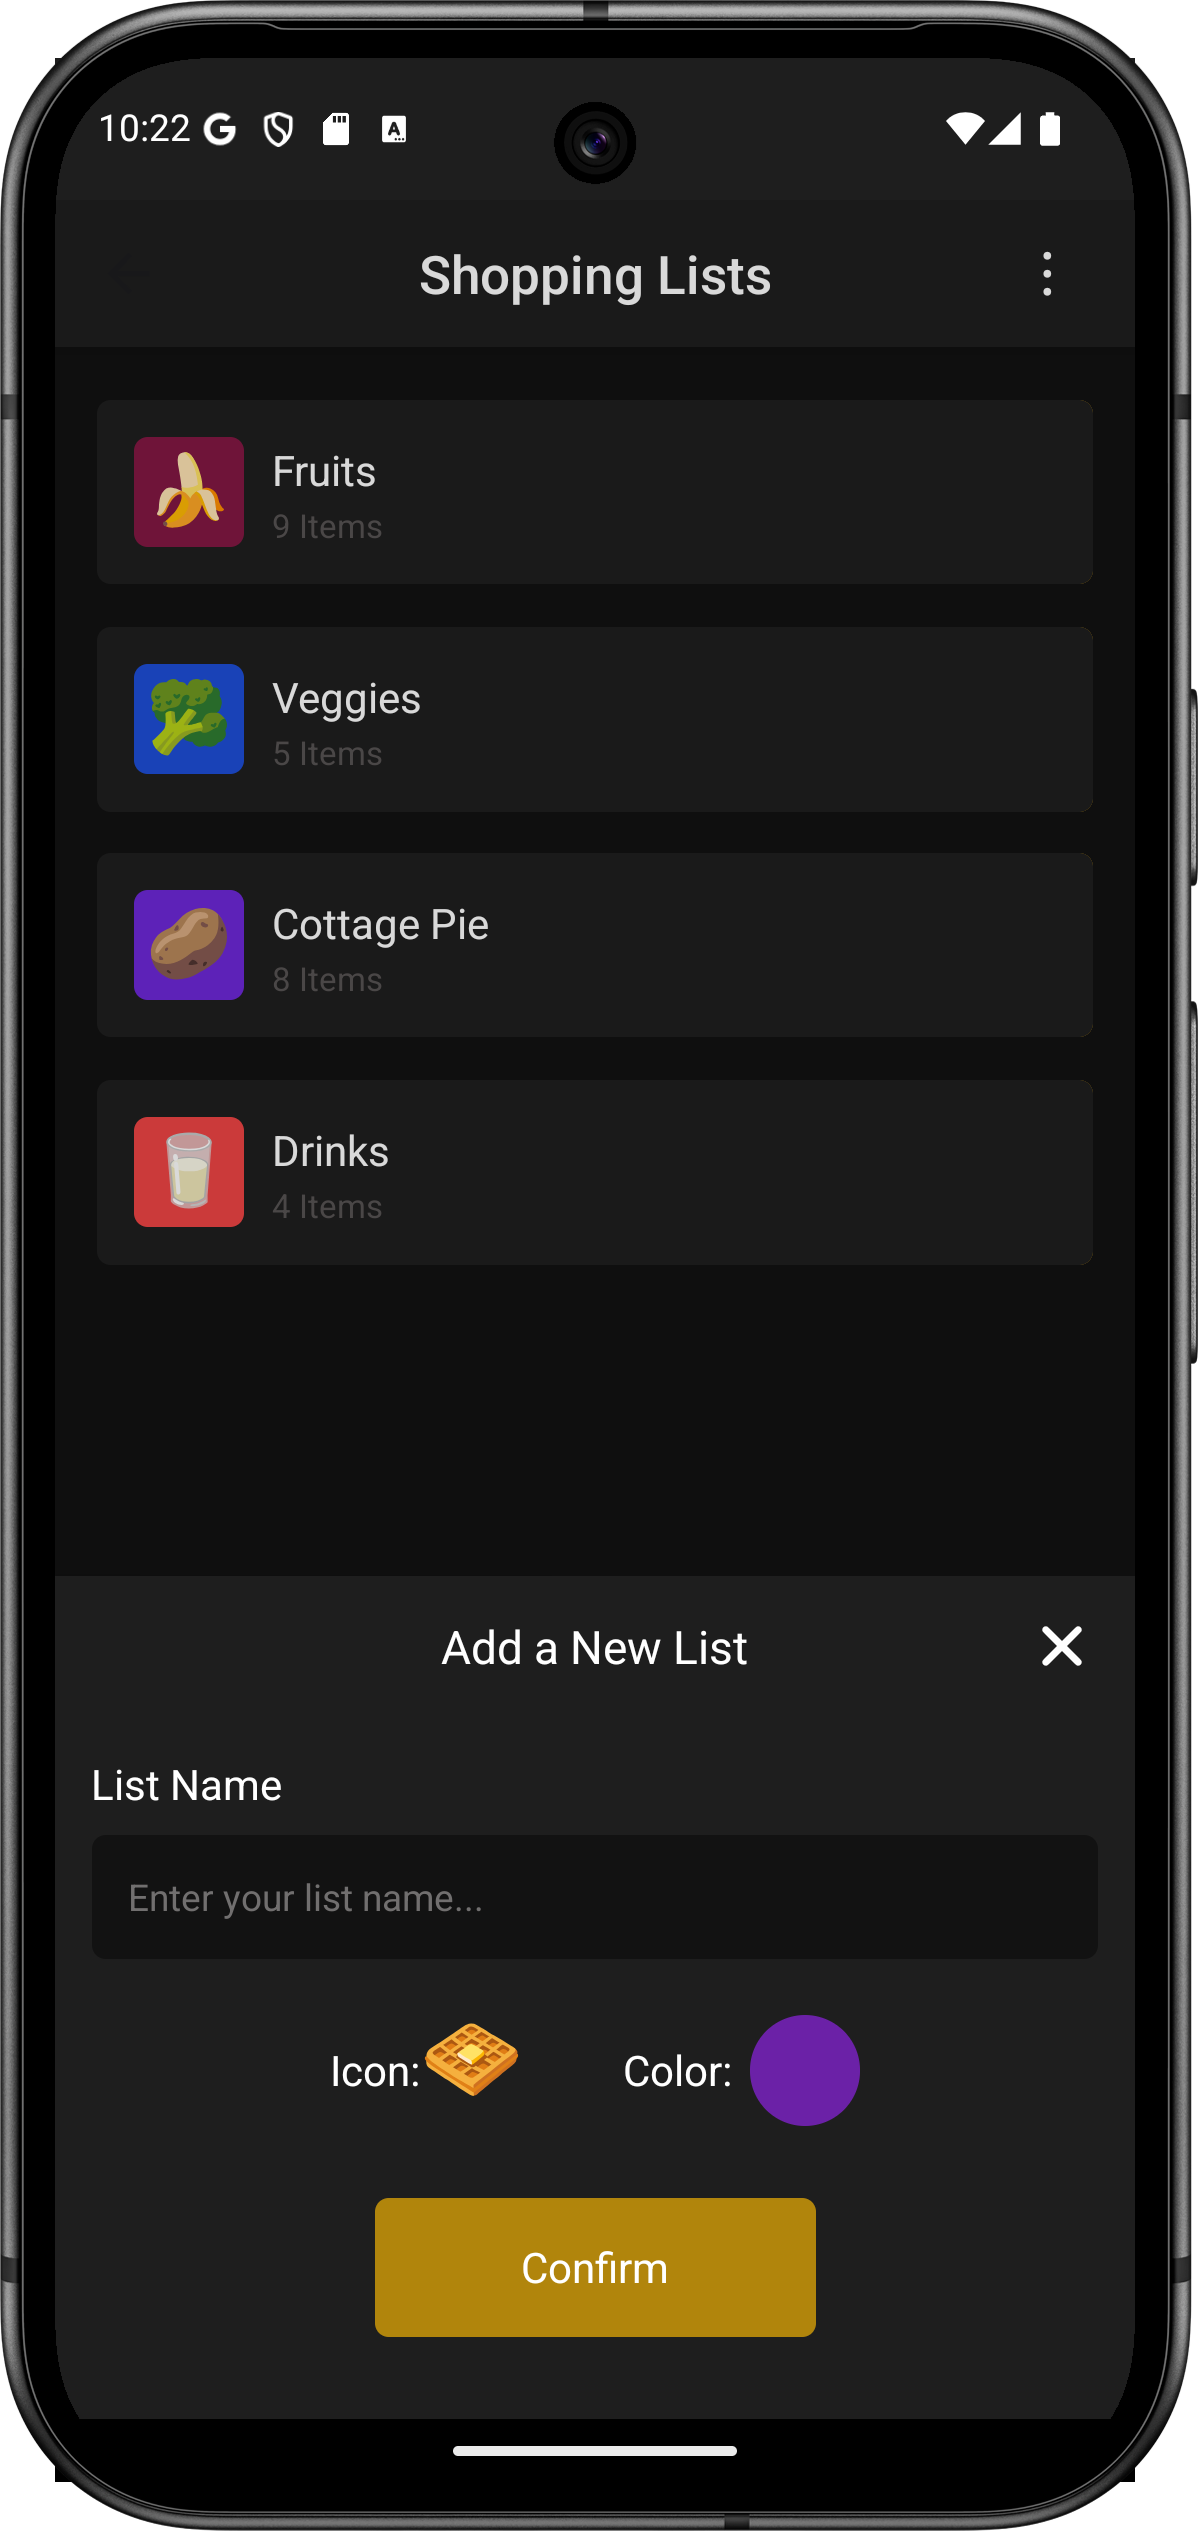 10:22
Shopping Lists
Fruits
9 Items
Veggies
5 Items
Cottage Pie
8 Items
Drinks
4 Items
Add a New List
List Name
Enter your list name...
Icon:
Color:
Confirm